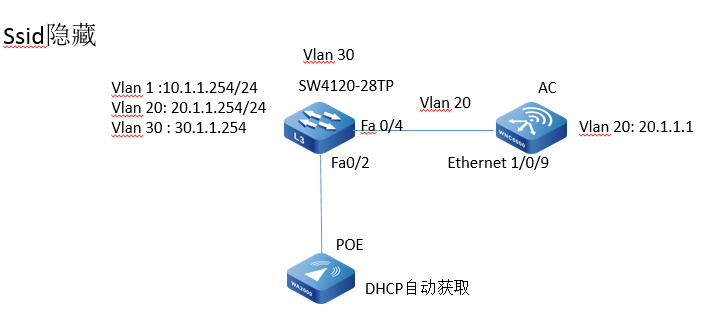 Ssid隐藏
Vlan 30
Vlan 1 :10.1.1.254/24
Vlan 20: 20.1.1.254/24
Vlan 30 : 30.1.1.254
SW4120-28TP
L3
Fa 0/4
Fa0/2
Vlan 20
AC
WNC6000
Vlan 20: 20.1.1.1
Ethernet 1/0/9
POE
WA2000
DHCP自动获取